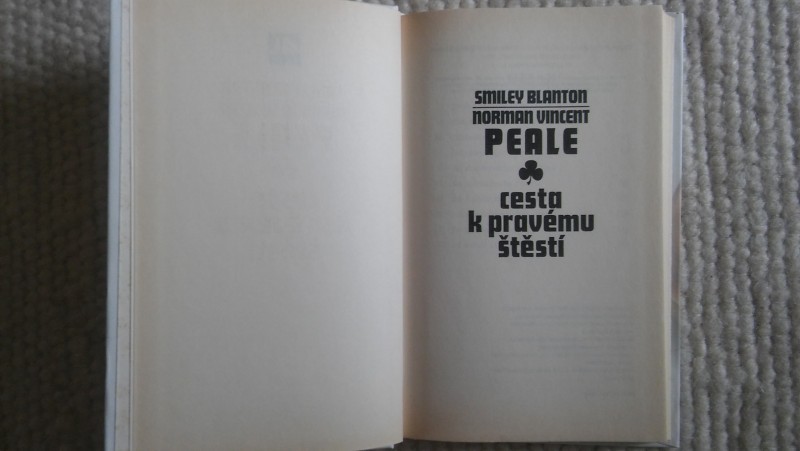 SMILEY BLANTON
NORMAN VINCENT
PEALE
cesta
k pravému
štěstí